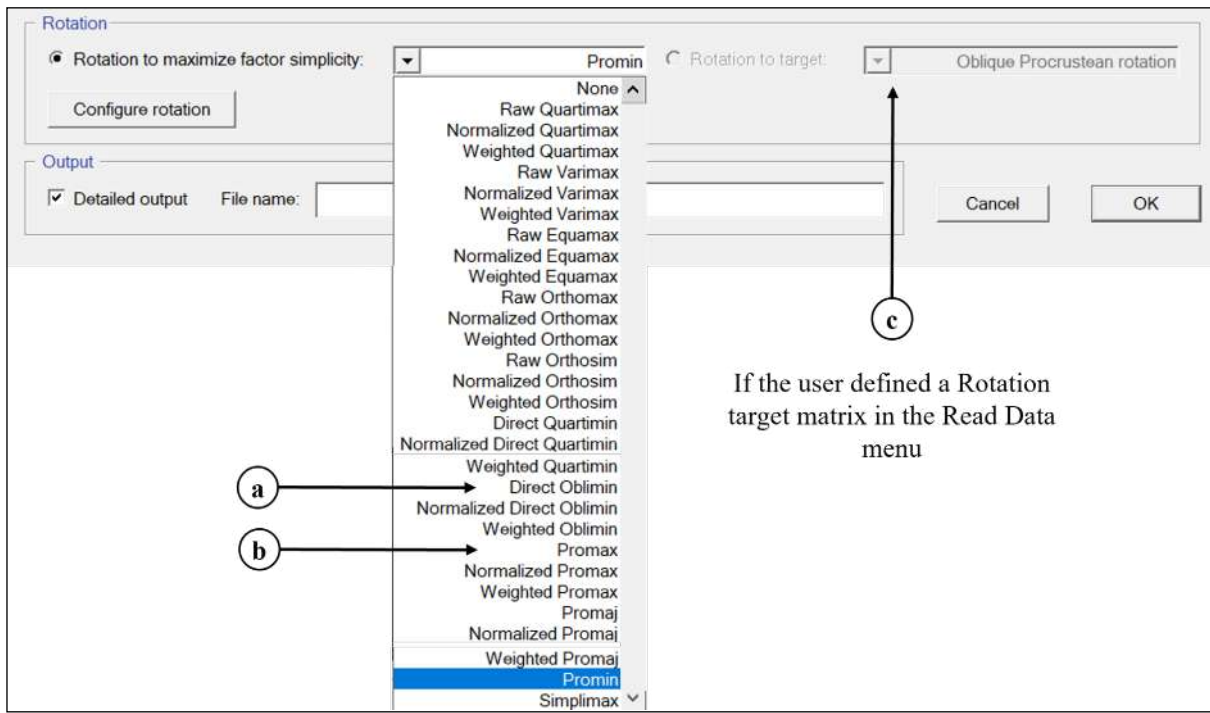 Rotation
Rotation to maximize factor simplicity: Promin Rotation to target: Oblique Procrustean rotation
Configure rotation
None
Raw Quartimax
Normalized Quartimax
Weighted Quartimax
Raw Varimax
Normalized Varimax
Weighted Varimax
Raw Equamax
Normalized Equamax
Weighted Equamax
Raw Orthomax
Normalized Orthomax
Weighted Orthomax
Raw Orthosim
Normalized Orthosim
Weighted Orthosim
Direct Quartimin
Normalized Direct Quartimin
Weighted Quartimin
Direct Oblimin
Normalized Direct Oblimin
Weighted Oblimin
Promax
Normalized Promax
Weighted Promax
Promaj
Normalized Promaj
Weighted Promaj
Promin
Simplimax
Output
Detailed output File name:
Cancel OK
a
b
c
If the user defined a Rotation
target matrix in the Read Data
menu